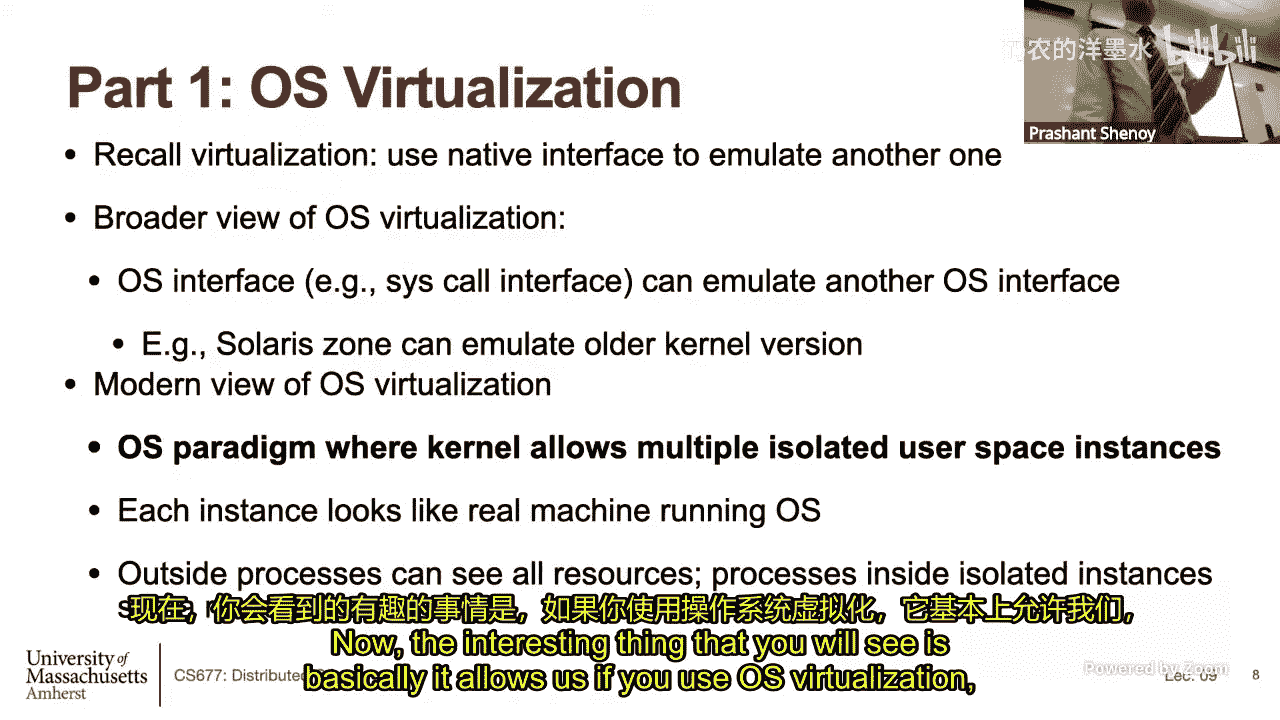 Part 1: OS Virtualization
农的洋墨水 bilibili
Prashant Shenoy
• Recall virtualization: use native interface to emulate another one
• Broader view of OS virtualization:
• OS interface (e.g., sys call interface) can emulate another OS interface
• E.g., Solaris zone can emulate older kernel version
• Modern view of OS virtualization
• OS paradigm where kernel allows multiple isolated user space instances
• Each instance looks like real machine running OS
• Outside processes can see all resources; processes inside isolated instances
现在，你会看到的有趣的事情是，如果你使用操作系统虚拟化，它基本上允许我们，
Now, the interesting thing that you will see is
basically it allows us if you use OS virtualization,
University of
Massachusetts
Amherst
CS677: Distributed
Powered by Zoom
Lec. 09
8